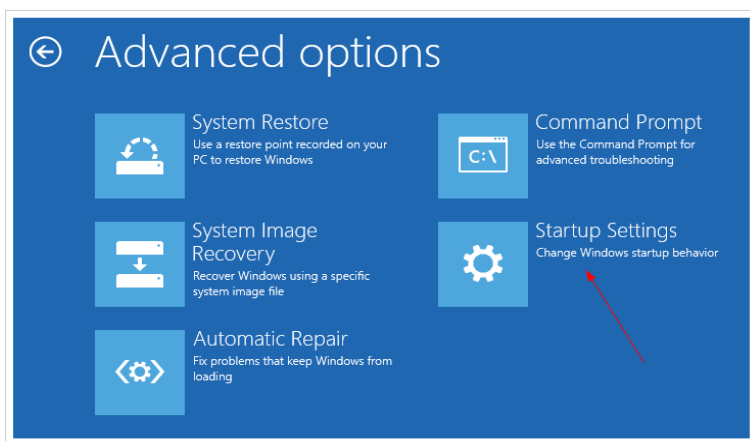 Advanced options
System Restore
Use a restore point recorded on your
PC to restore Windows
System Image
Recovery
Recover Windows using a specific
system image file
Automatic Repair
Fix problems that keep Windows from
loading
C:\
Command Prompt
Use the Command Prompt for
advanced troubleshooting
Startup Settings
Change Windows startup behavior